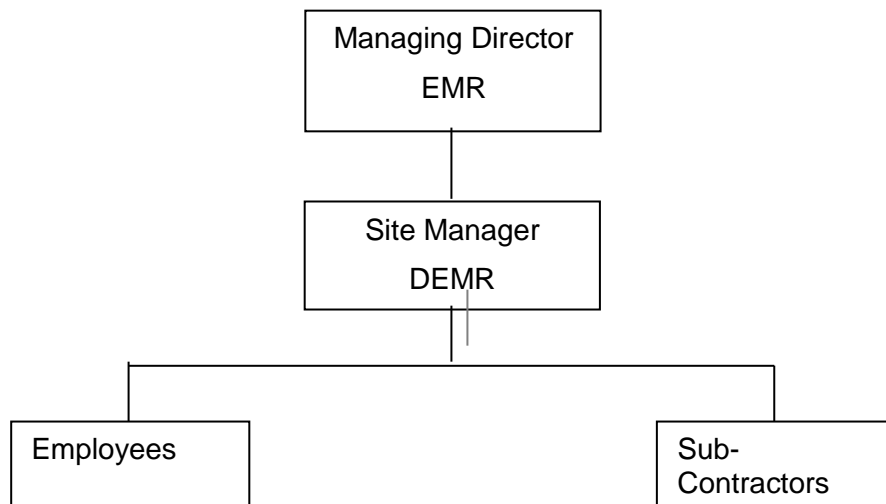 Managing Director
EMR
Site Manager
DEMR
Employees
Sub-
Contractors